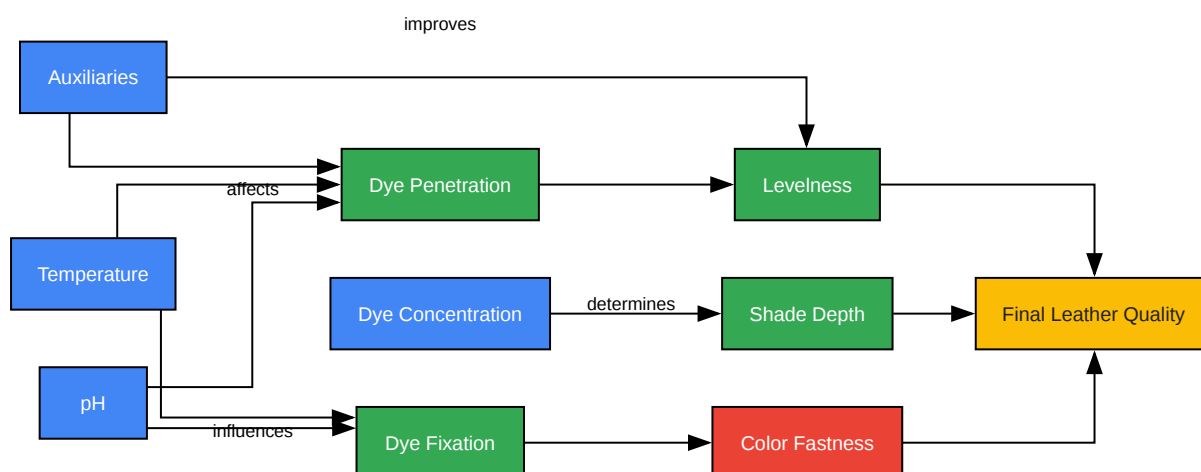 improves
Auxiliaries
Dye Penetration
Levelness
affects
Temperature
Dye Concentration
determines
Shade Depth
Final Leather Quality
pH
influences
Dye Fixation
Color Fastness